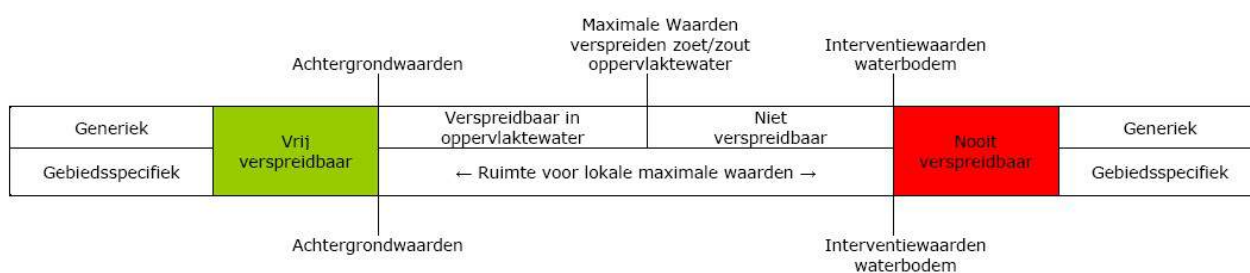 Maximale Waarden
verspreiden zoet/zout
oppervlaktewater
Achtergrondwaarden
Interventiewaarden
waterbodem
Generiek
Vrij
verspreidbaar
Verspreidbaar in
oppervlaktewater
Niet
verspreidbaar
Nooit
verspreidbaar
Generiek
Gebiedsspecifiek
← Ruimte voor lokale maximale waarden →
Gebiedsspecifiek
Achtergrondwaarden
Interventiewaarden
waterbodem